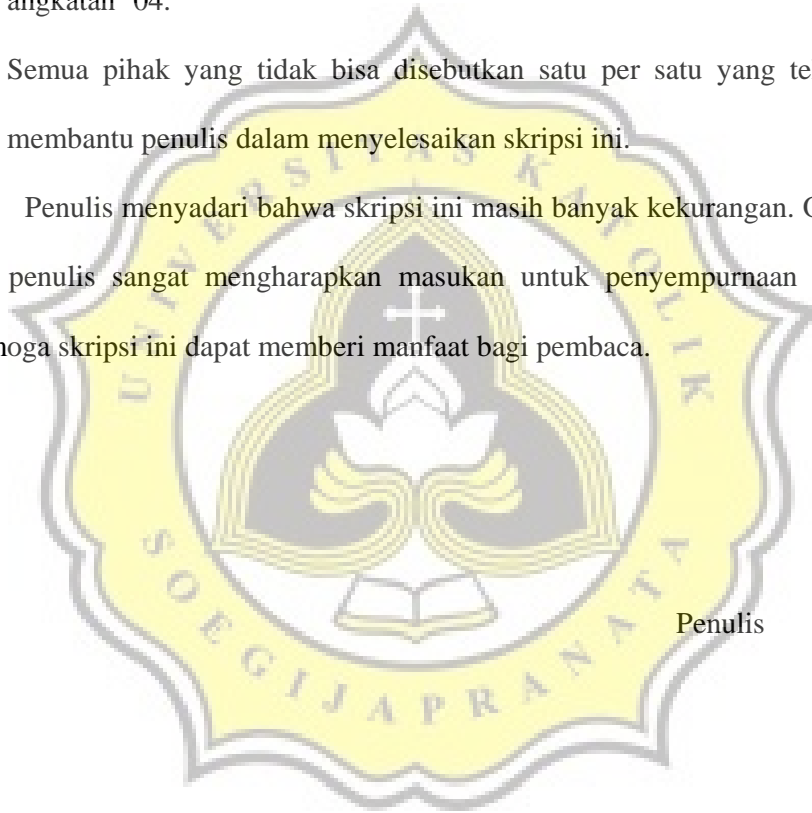 angkatan "04.
Semua pihak yang tidak bisa disebutkan satu per satu yang
membantu penulis dalam menyelesaikan skripsi ini.
Penulis menyadari bahwa skripsi ini masih banyak kekurangan.
penulis sangat mengharapkan masukan untuk penyempurnaan
skripsi ini dapat memberi manfaat bagi pembaca.
Penulis
UNIVERSITAS KATOLIK
SOEGIJAPRANATA